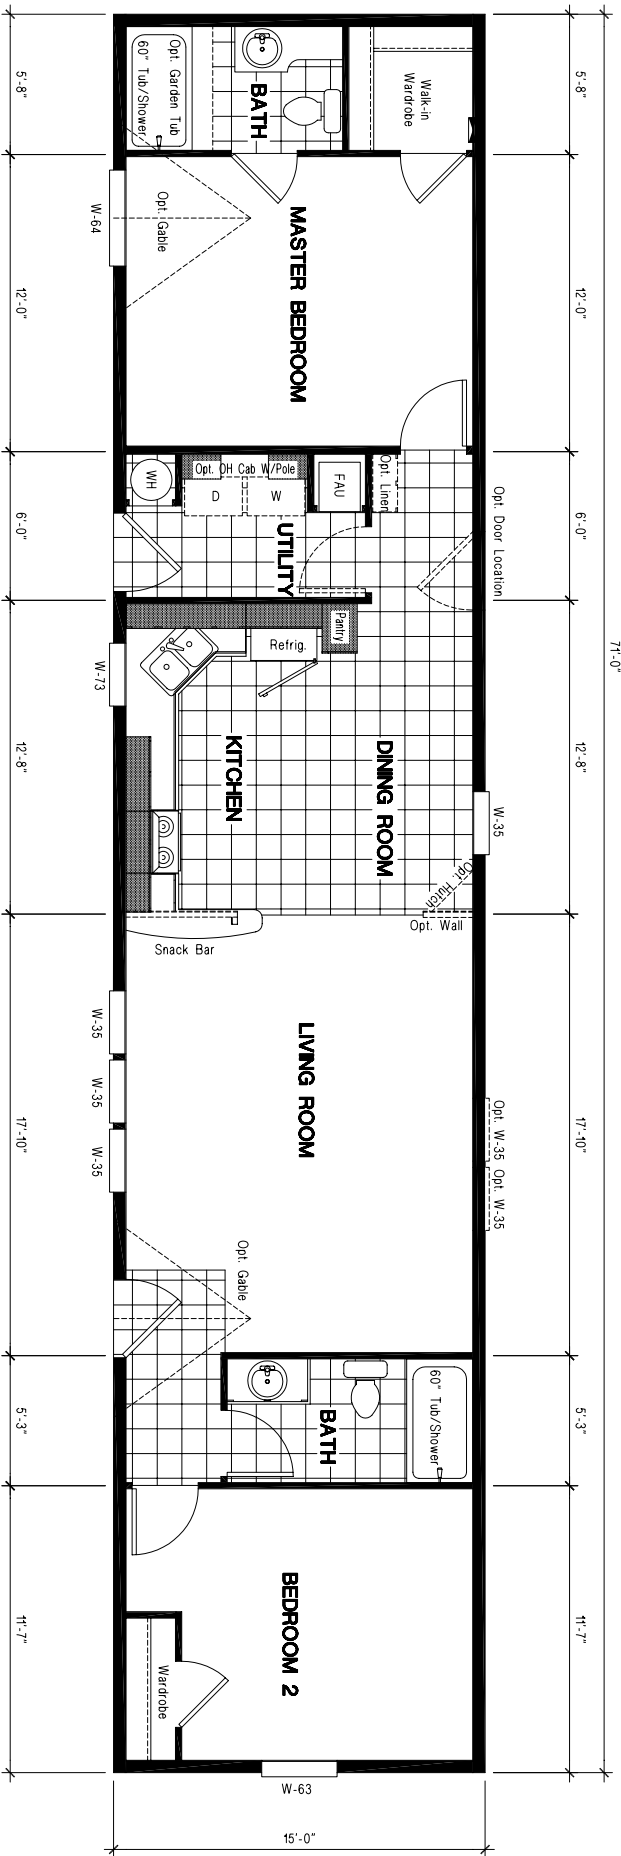 5'-8"
60" Tub/Shower
Opt. Garden Tub
BATH
Walk-in
Wardrobe
5'-8"
W-64
Opt. Gable
MASTER BEDROOM
12'-0"
12'-0"
WH
Opt. OH Cab W/Pole
D
W
FAU
Opt. Linen
Opt. Door Location
6'-0"
UTILITY
6'-0"
71'-0"
Pantry
Refrig.
W-73
12'-8"
KITCHEN
DINING ROOM
W-35
12'-8"
Opt. Hutch
Opt. Wall
Snack Bar
W-35
W-35
W-35
LIVING ROOM
Opt. W-35
Opt. W-35
17'-10"
17'-10"
Opt. Gable
5'-3"
BATH
60" Tub/Shower
5'-3"
BEDROOM 2
11'-7"
11'-7"
Wardrobe
W-63
15'-0"